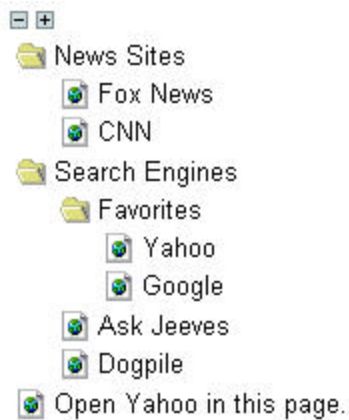 News Sites
Fox News
CNN
Search Engines
Favorites
Yahoo
Google
Ask Jeeves
Dogpile
Open Yahoo in this page.